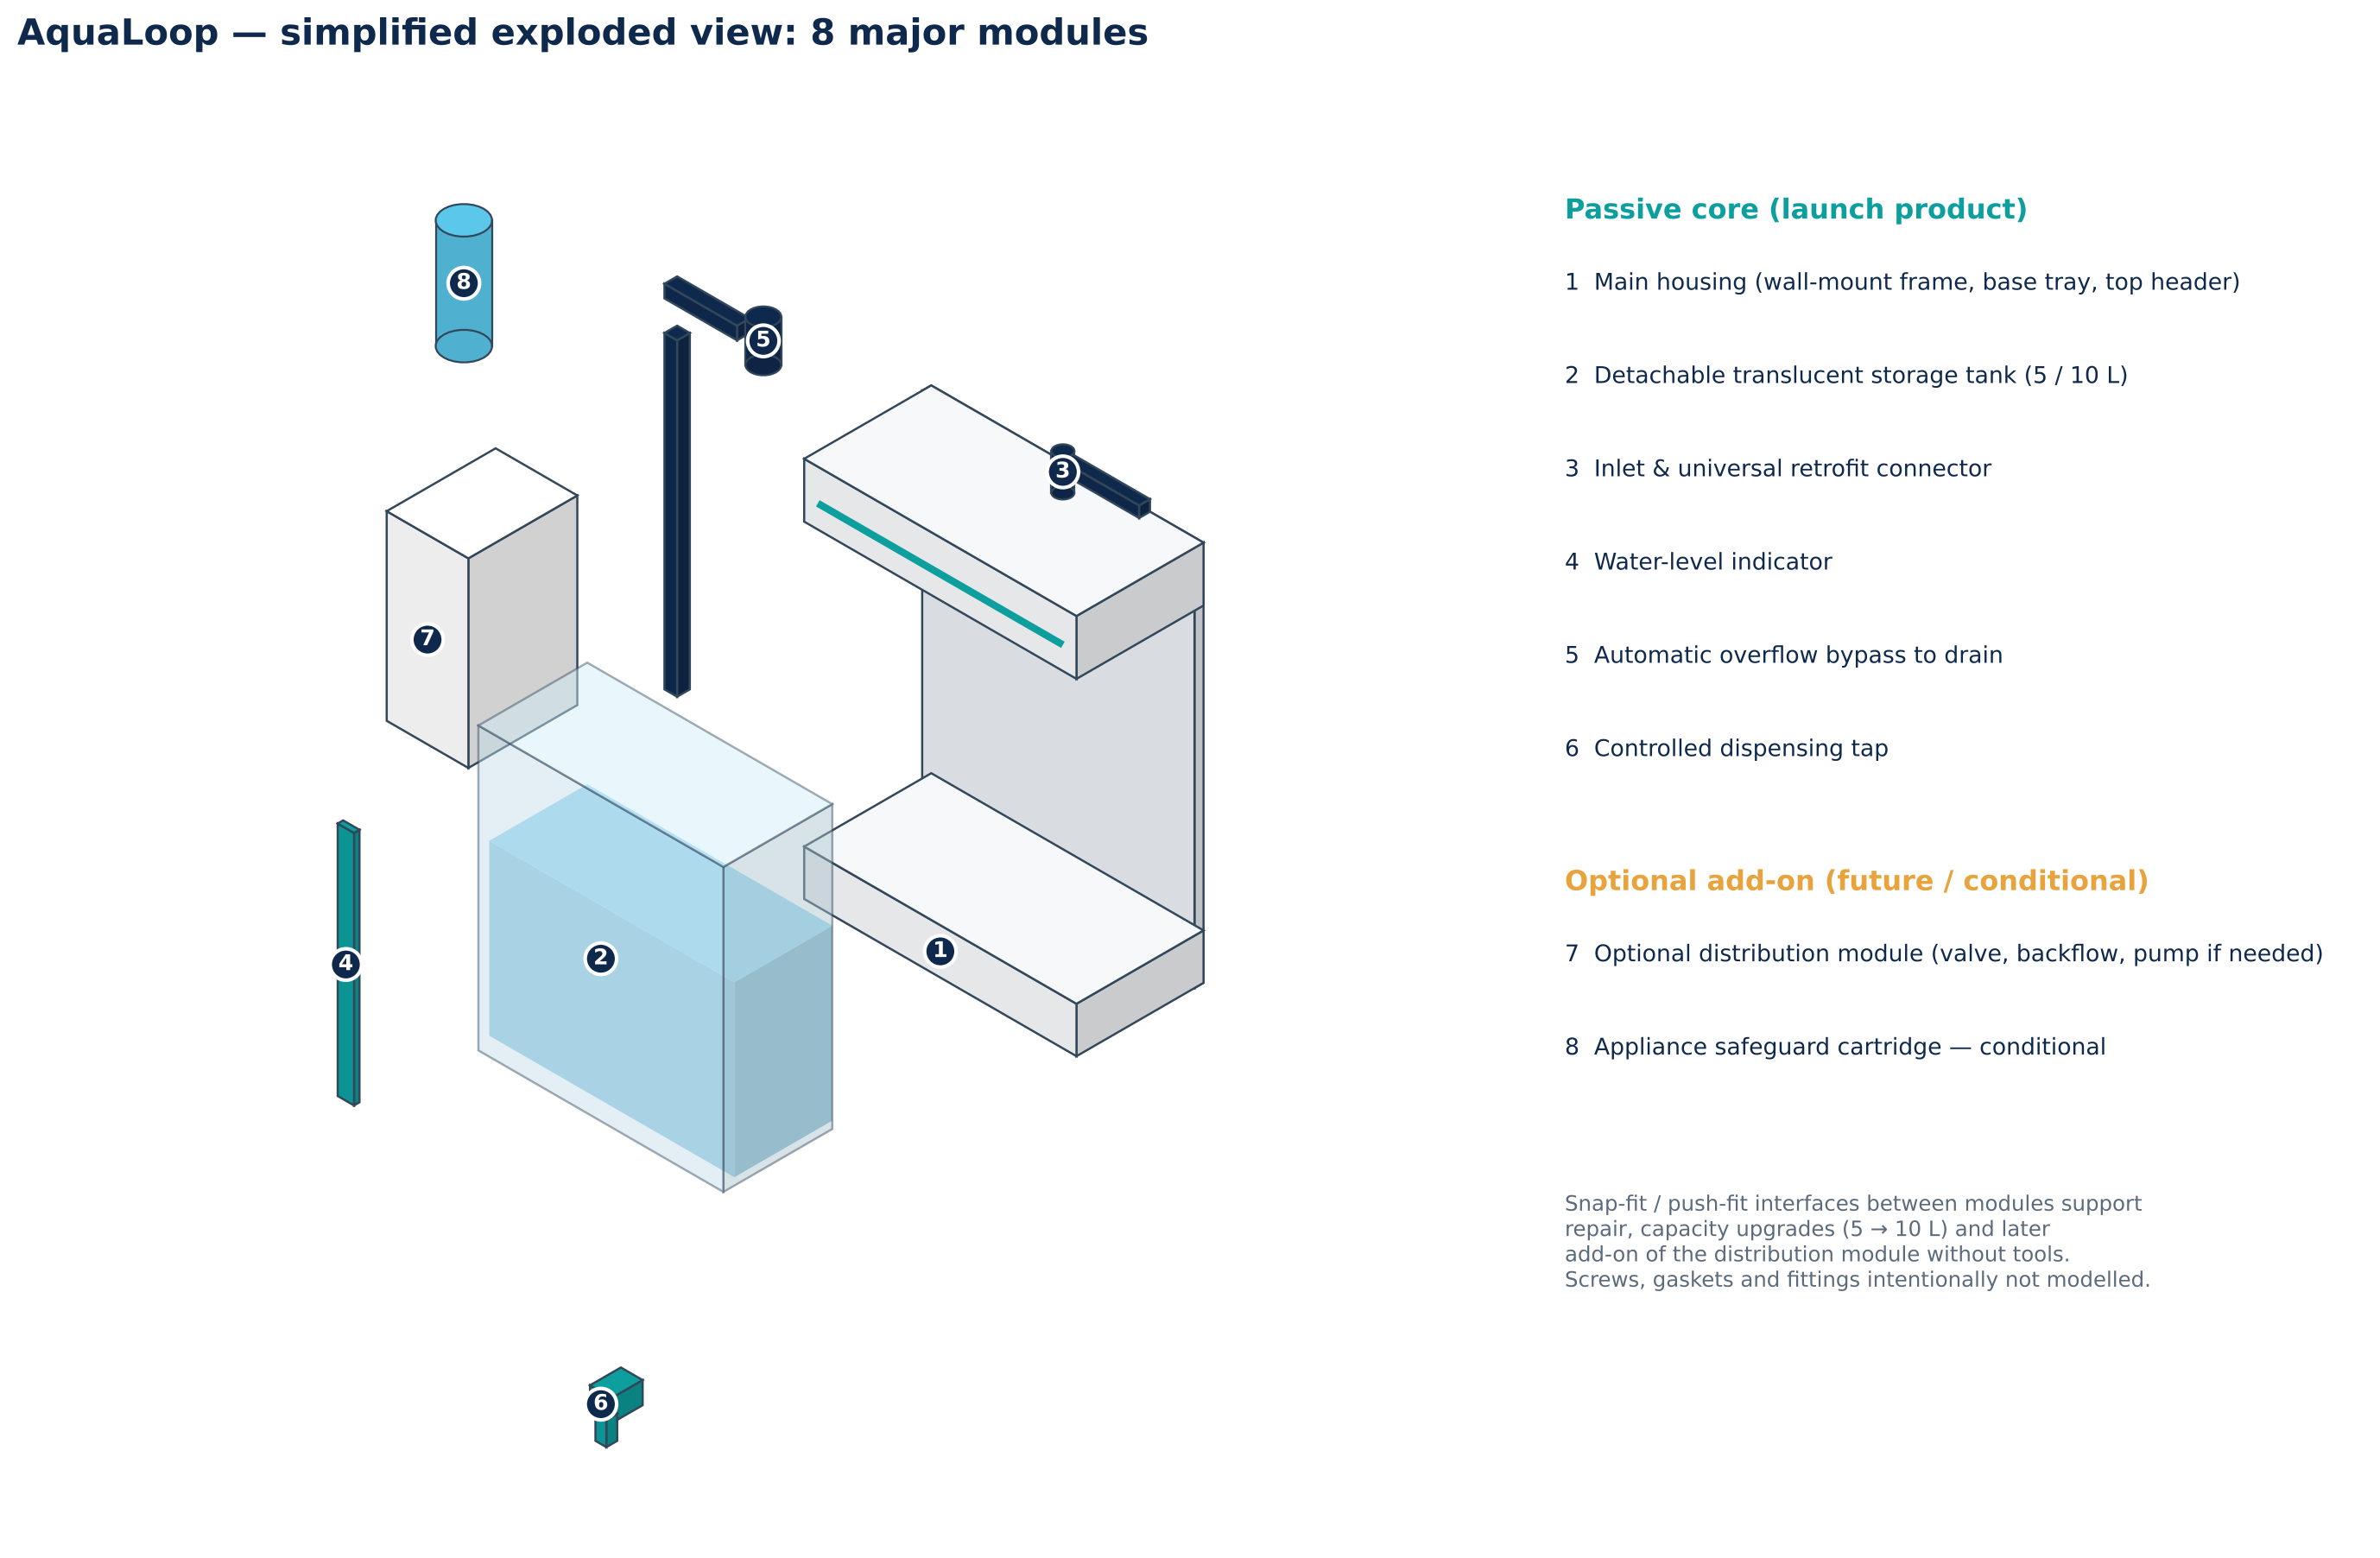 AquaLoop — simplified exploded view: 8 major modules
8
5
3
7
2
1
4
6
Passive core (launch product)
1 Main housing (wall-mount frame, base tray, top header)
2 Detachable translucent storage tank (5 / 10 L)
3 Inlet & universal retrofit connector
4 Water-level indicator
5 Automatic overflow bypass to drain
6 Controlled dispensing tap
Optional add-on (future / conditional)
7 Optional distribution module (valve, backflow, pump if needed)
8 Appliance safeguard cartridge — conditional
Snap-fit / push-fit interfaces between modules support
repair, capacity upgrades (5 → 10 L) and later
add-on of the distribution module without tools.
Screws, gaskets and fittings intentionally not modelled.